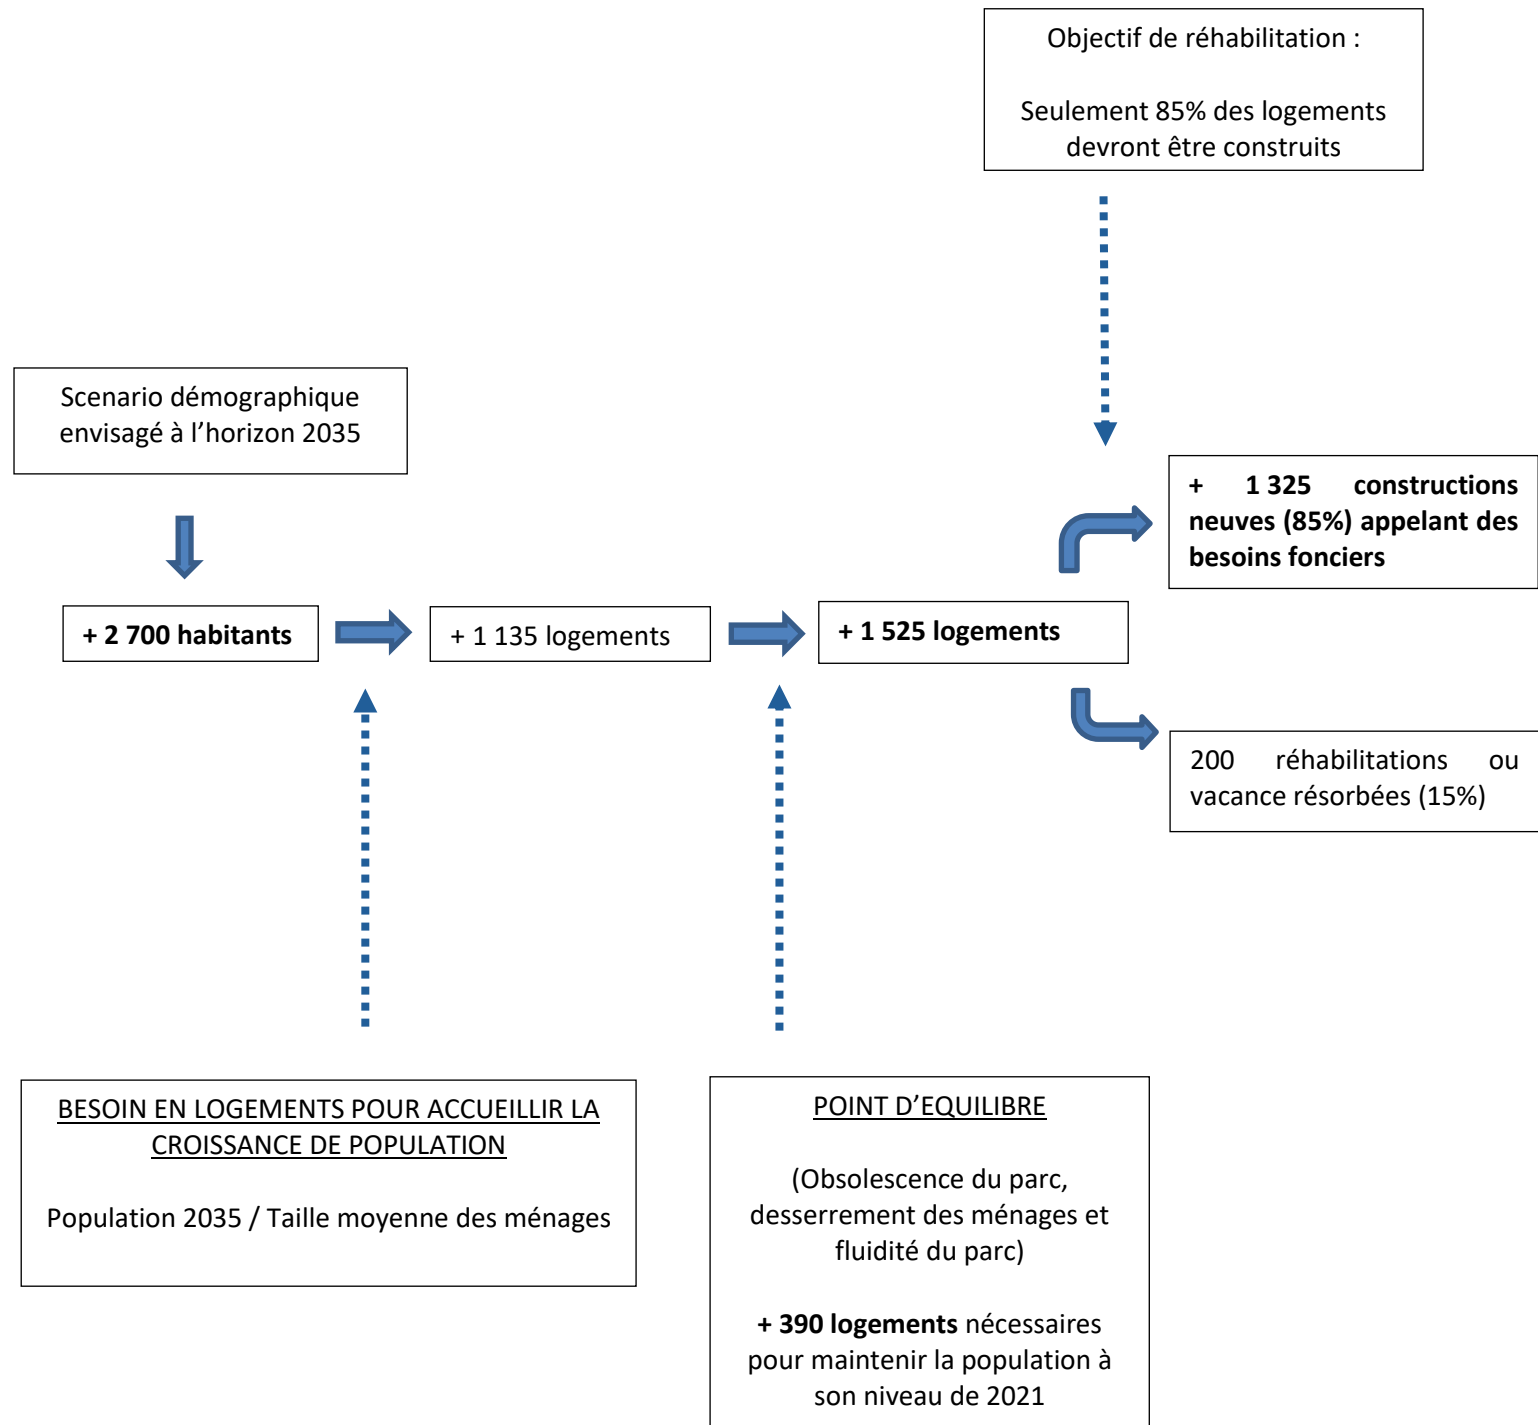 Objectif de réhabilitation :
Seulement 85% des logements
devront être construits
Scenario démographique
envisagé à l’horizon 2035
+ 1 325 constructions
neuves (85%) appelant des
besoins fonciers
+ 2 700 habitants
+ 1 135 logements
+ 1 525 logements
200 réhabilitations ou
vacance résorbées (15%)
BESOIN EN LOGEMENTS POUR ACCUEILLIR LA
CROISSANCE DE POPULATION
Population 2035 / Taille moyenne des ménages
POINT D’EQUILIBRE
(Obsolescence du parc,
desserrement des ménages et
fluidité du parc)
+ 390 logements nécessaires
pour maintenir la population à
son niveau de 2021